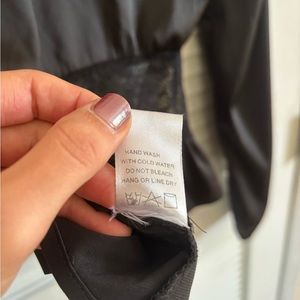 HAND WASH
WITH COLD WATER
DO NOT BLEACH
HANG OR LINE DRY